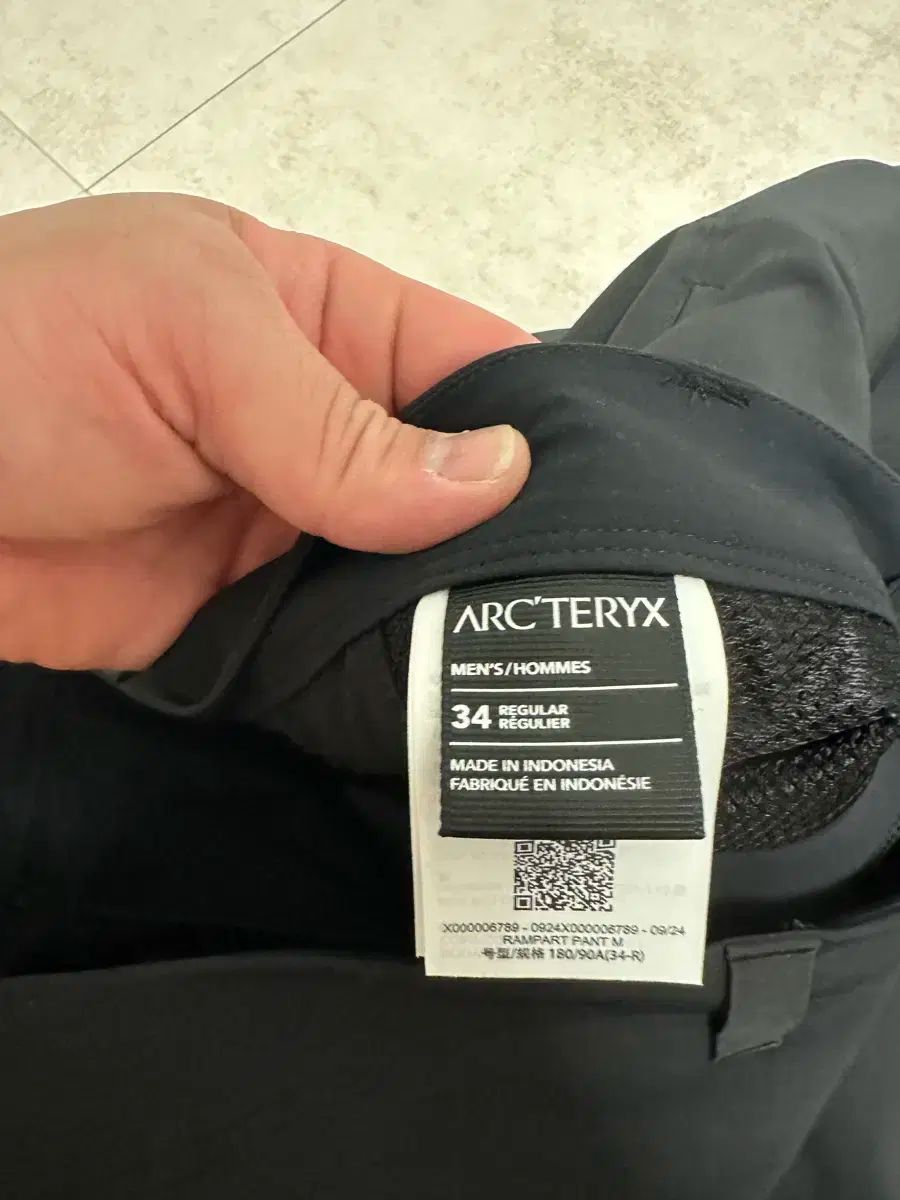 ARC'TERYX
MEN'S/HOMMES
34 REGULAR
RÉGULIER
MADE IN INDONESIA
FABRIQUÉ EN INDONÉSIE
X000006789 - 0924X000006789 - 09/24
RAMPART PANT M
号型/规格 180/90A(34-R)